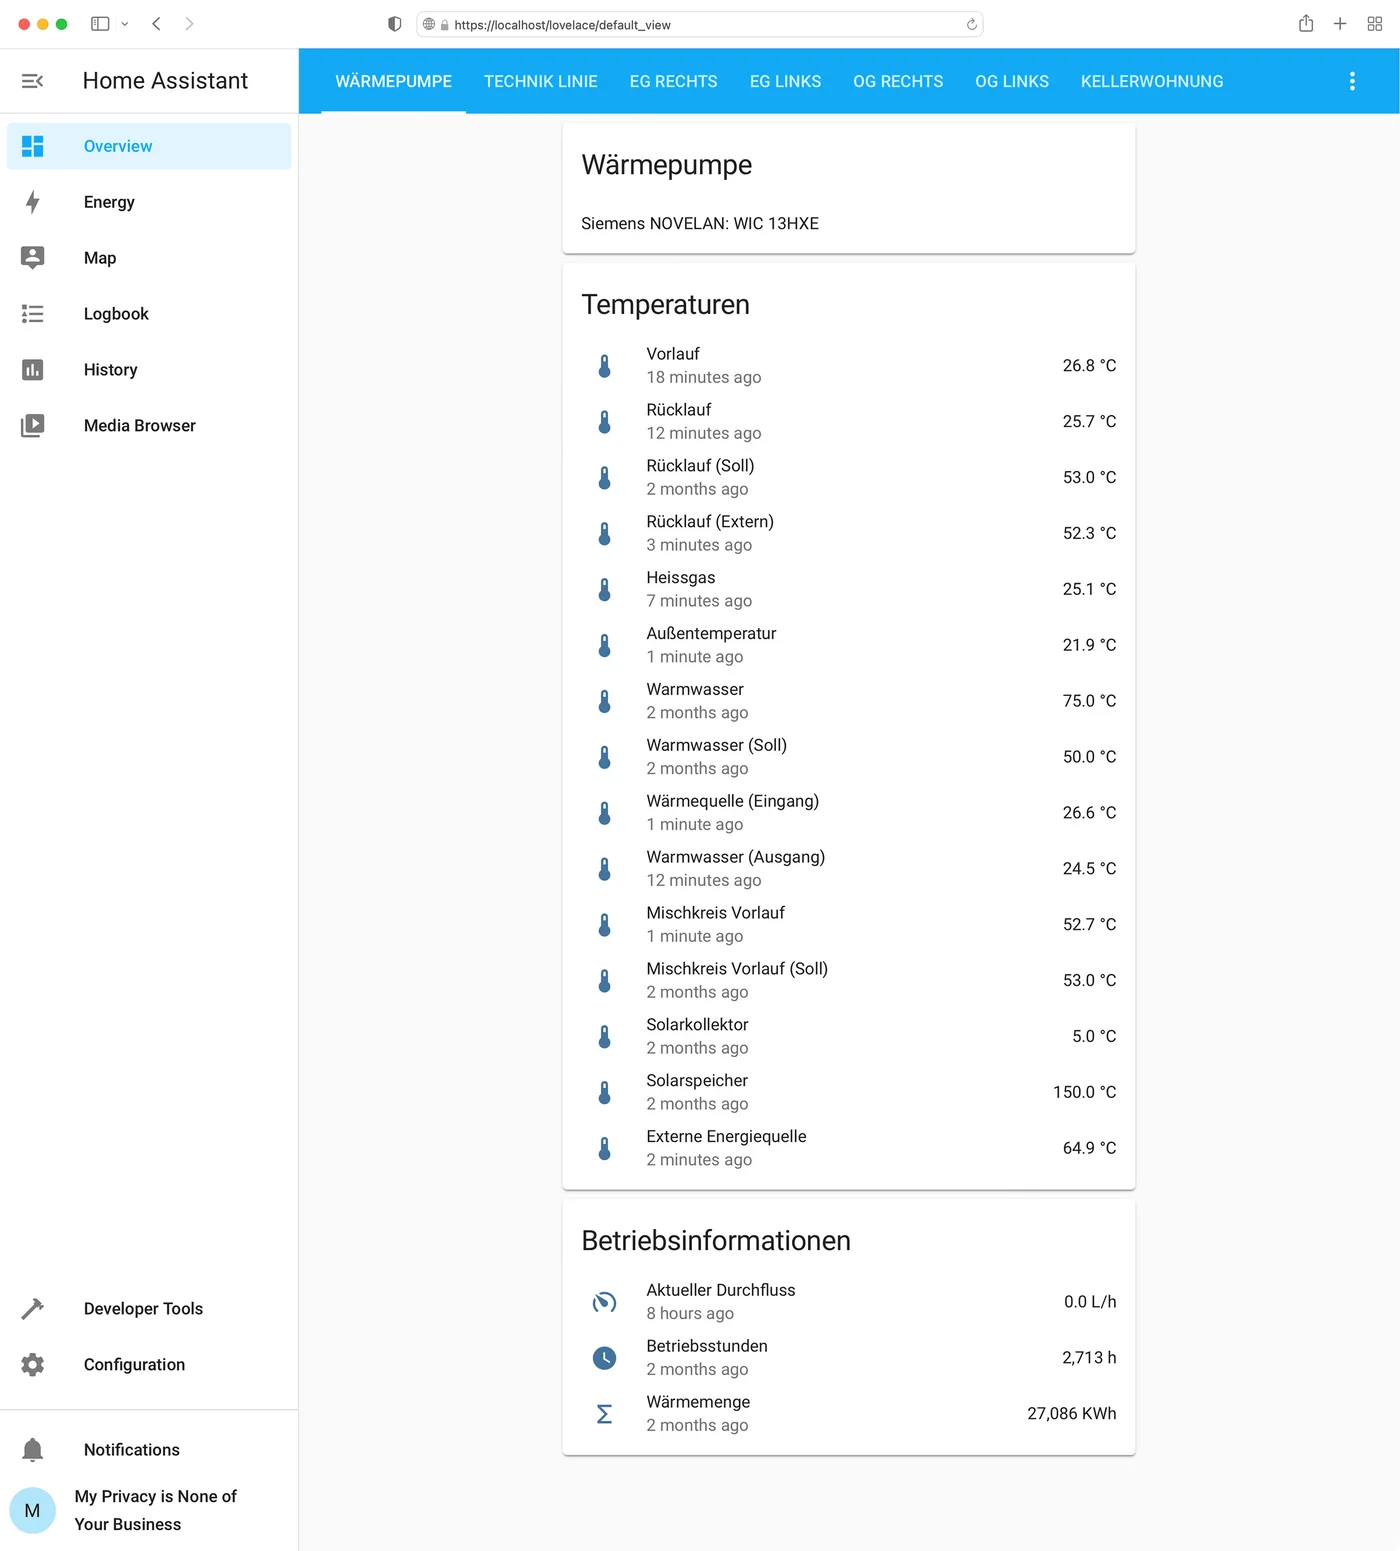 https://localhost/lovelace/default_view
Home Assistant
WÄRMEPUMPE TECHNIK LINIE EG RECHTS EG LINKS OG RECHTS OG LINKS KELLERWOHNUNG
Overview
Energy
Map
Logbook
History
Media Browser
Developer Tools
Configuration
Notifications
M
My Privacy is None of
Your Business
Wärmepumpe
Siemens NOVELAN: WIC 13HXE
Temperaturen
Vorlauf
18 minutes ago
26.8 °C
Rücklauf
12 minutes ago
25.7 °C
Rücklauf (Soll)
2 months ago
53.0 °C
Rücklauf (Extern)
3 minutes ago
52.3 °C
Heissgas
7 minutes ago
25.1 °C
Außentemperatur
1 minute ago
21.9 °C
Warmwasser
2 months ago
75.0 °C
Warmwasser (Soll)
2 months ago
50.0 °C
Wärmequelle (Eingang)
1 minute ago
26.6 °C
Warmwasser (Ausgang)
12 minutes ago
24.5 °C
Mischkreis Vorlauf
1 minute ago
52.7 °C
Mischkreis Vorlauf (Soll)
2 months ago
53.0 °C
Solarkollektor
2 months ago
5.0 °C
Solarspeicher
2 months ago
150.0 °C
Externe Energiequelle
2 minutes ago
64.9 °C
Betriebsinformationen
Aktueller Durchfluss
8 hours ago
0.0 L/h
Betriebsstunden
2 months ago
2,713 h
Wärmemenge
2 months ago
27,086 KWh